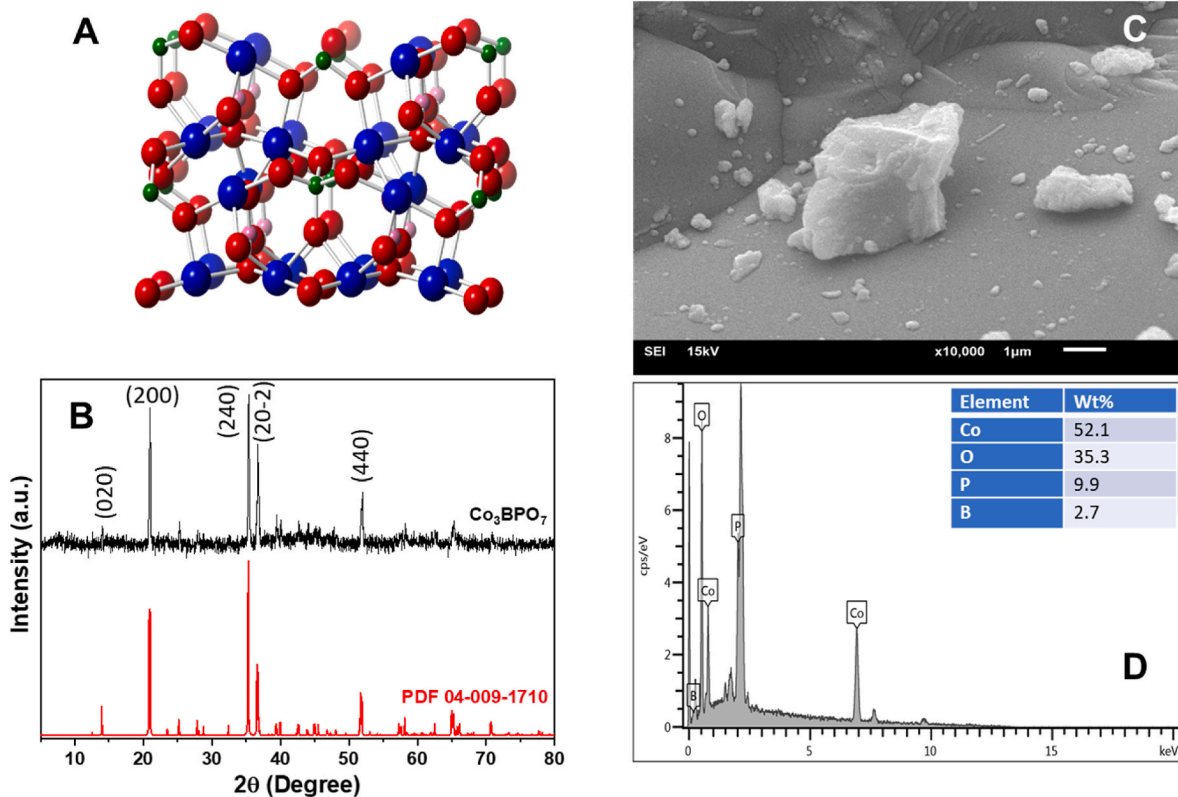 A
B
Intensity (a.u.)
(020)
(200)
(240)
(20-2)
(440)
Co₃BPO₇
PDF 04-009-1710
10 20 30 40 50 60 70 80
2θ (Degree)
C
SEI 15kV x10,000 1μm
D
Element Wt%
Co 52.1
O 35.3
P 9.9
B 2.7
cps/eV
8
6
4
2
0
O
Co
B
P
Co
0 5 10 15 keV